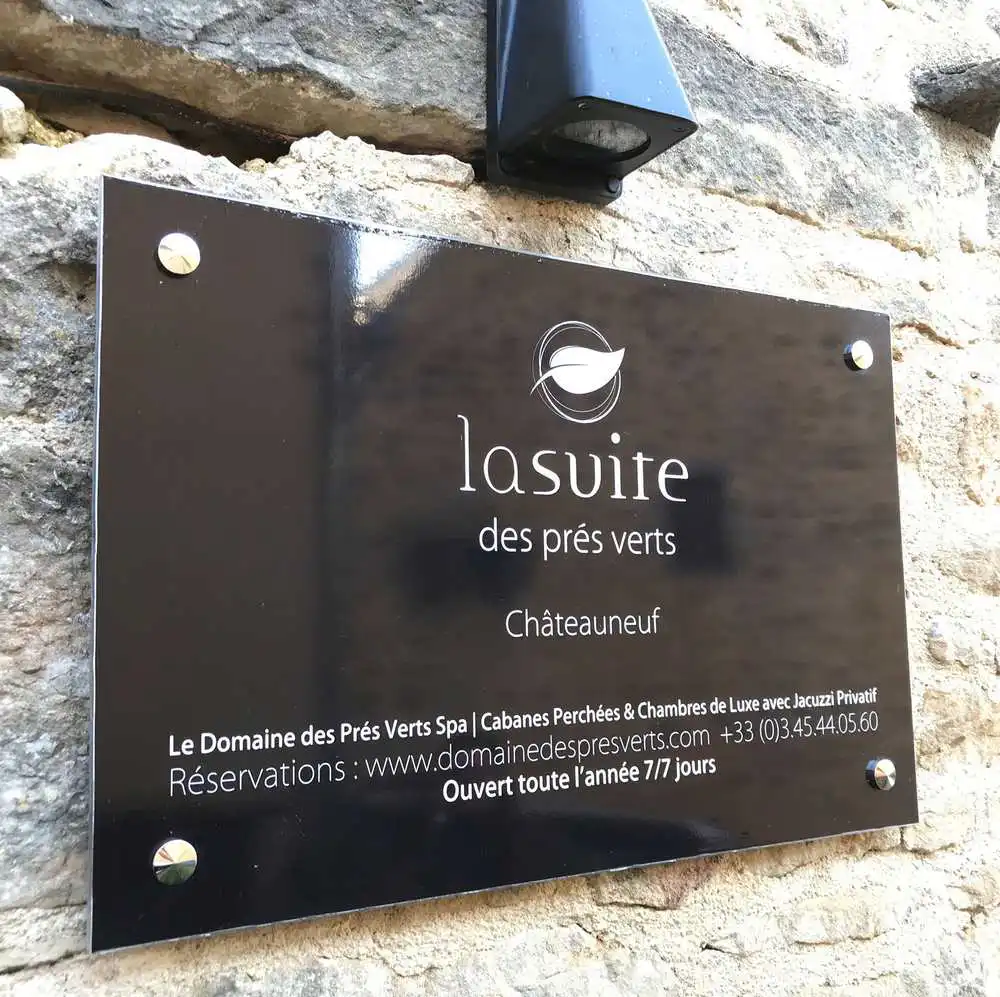 lasuite
des prés verts
Châteauneuf
Le Domaine des Prés Verts Spa | Cabanes Perchées & Chambres de Luxe avec Jacuzzi Privatif
Réservations : www.domainedespresverts.com +33 (0)3.45.44.05.60
Ouvert toute l'année 7/7 jours